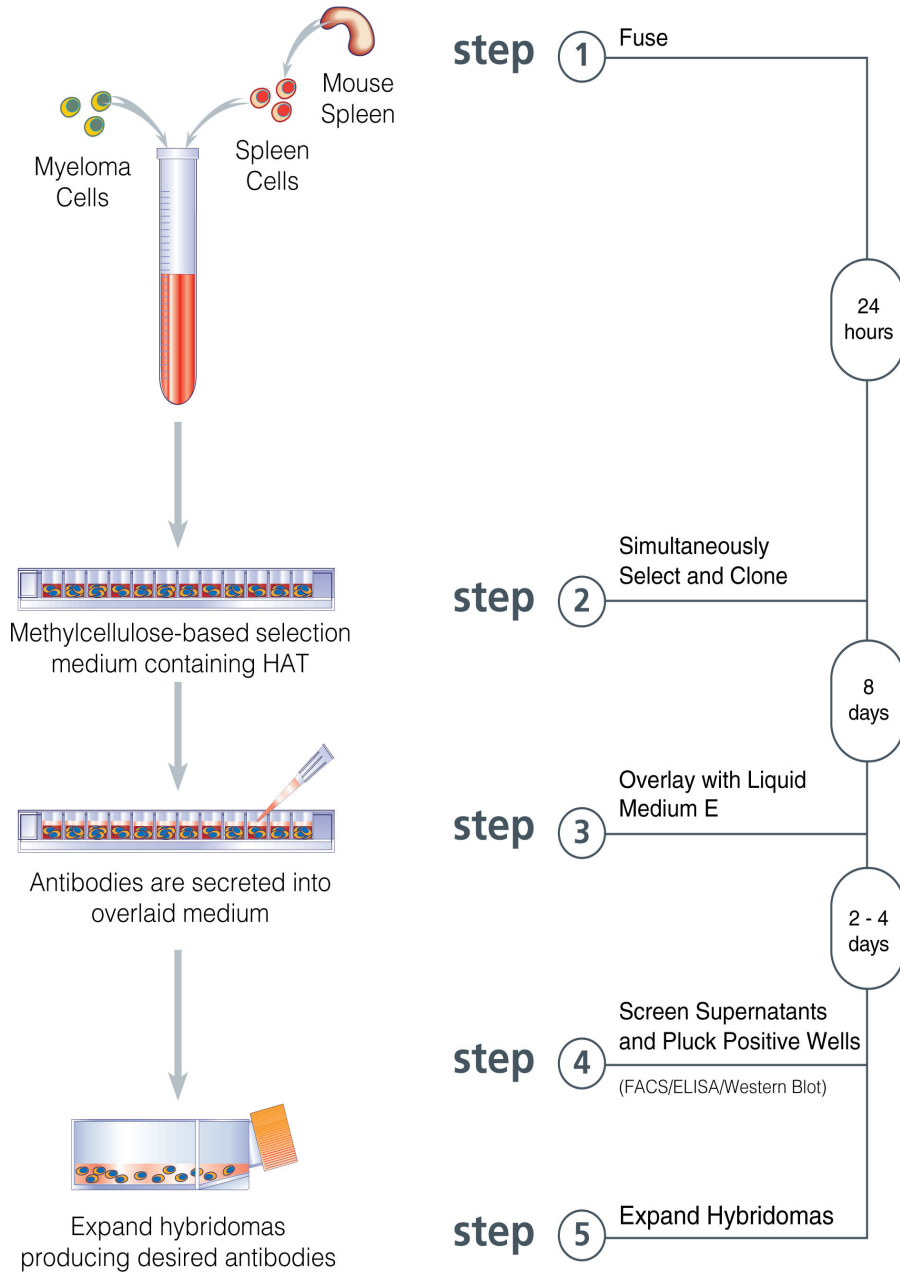 Mouse
Spleen
Myeloma
Cells
Spleen
Cells
step 1 Fuse
24
hours
Simultaneously
Select and Clone
step 2
Methylcellulose-based selection
medium containing HAT
8
days
Overlay with Liquid
Medium E
step 3
Antibodies are secreted into
overlaid medium
2 - 4
days
Screen Supernatants
and Pluck Positive Wells
step 4
(FACS/ELISA/Western Blot)
step 5 Expand Hybridomas
Expand hybridomas
producing desired antibodies